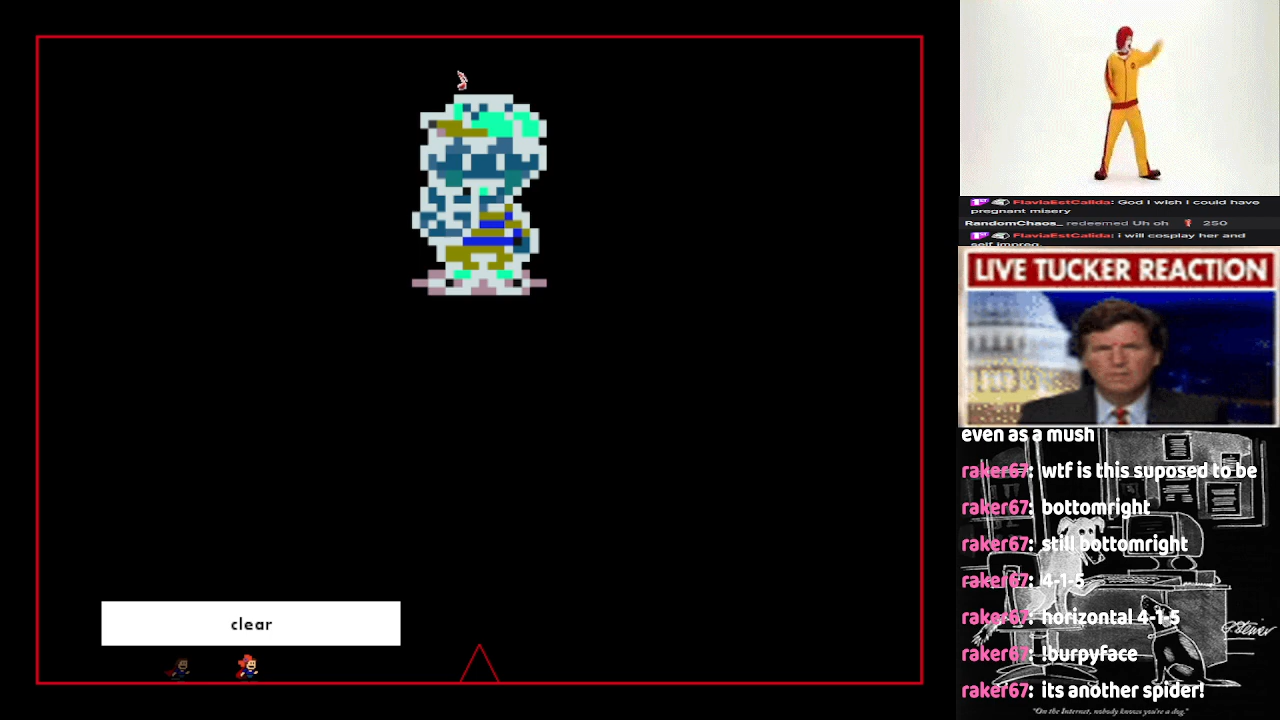 FlaviaEstCalida: God I wish I could have
pregnant misery
RandomChaos_ redeemed Uh oh 250
FlaviaEstCalida: i will cosplay her and
self impreg.
LIVE TUCKER REACTION
even as a mush
raker67: wtf is this suposed to be
raker67: bottomright
raker67: still bottomright
raker67: 4-1-5
raker67: horizontal 4-1-5
raker67: !burpyface
raker67: its another spider!
"On the Internet, nobody knows you're a dog."
clear